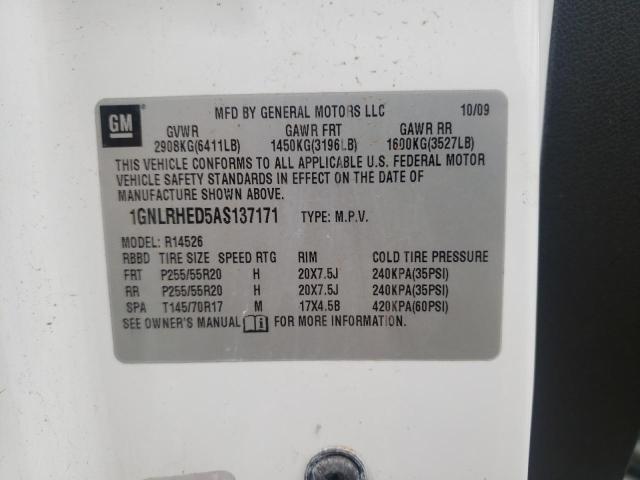 GM
MFD BY GENERAL MOTORS LLC 10/09
GVWR GAWR FRT GAWR RR
2908KG(6411LB) 1450KG(3196LB) 1600KG(3527LB)
THIS VEHICLE CONFORMS TO ALL APPLICABLE U.S. FEDERAL MOTOR
VEHICLE SAFETY STANDARDS IN EFFECT ON THE DATE OF
MANUFACTURE SHOWN ABOVE.
1GNLRHED5AS137171 TYPE: M.P.V.
MODEL: R14526
RBBD TIRE SIZE SPEED RTG RIM COLD TIRE PRESSURE
FRT P255/55R20 H 20X7.5J 240KPA(35PSI)
RR P255/55R20 H 20X7.5J 240KPA(35PSI)
SPA T145/70R17 M 17X4.5B 420KPA(60PSI)
SEE OWNER'S MANUAL FOR MORE INFORMATION.